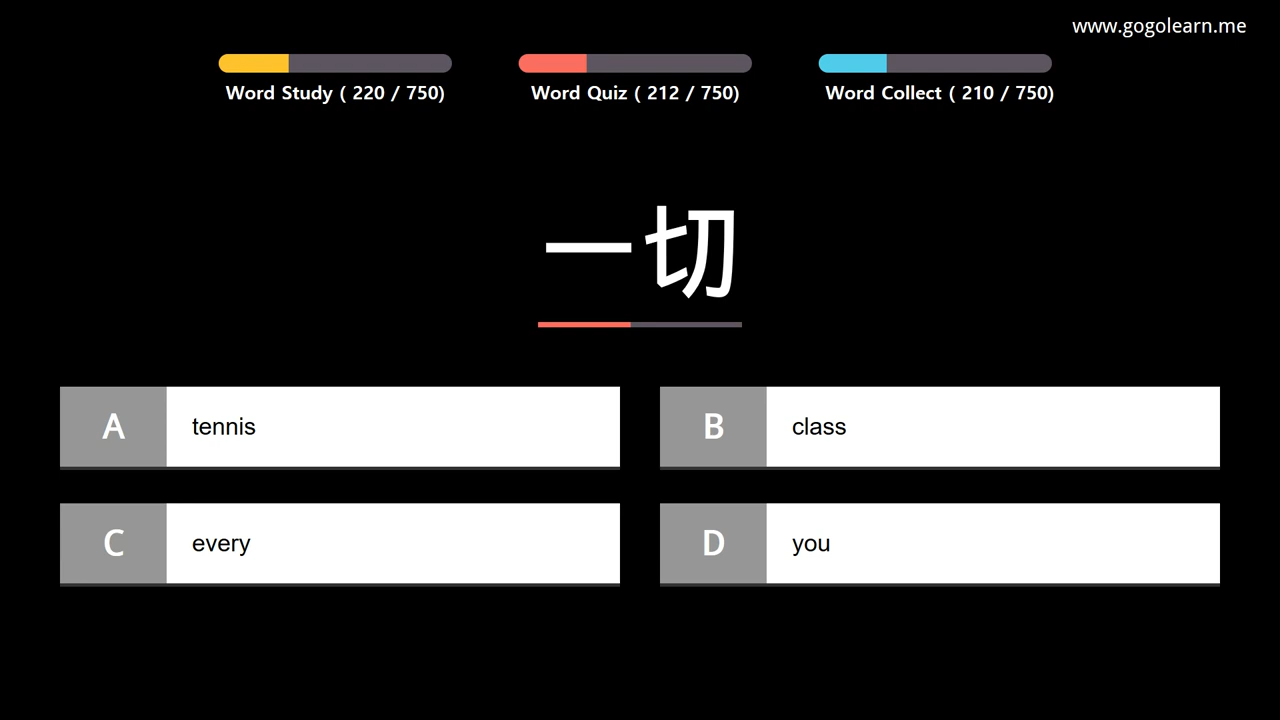 www.gogolearn.me
Word Study ( 220 / 750)
Word Quiz ( 212 / 750)
Word Collect ( 210 / 750)
一切
A tennis
B class
C every
D you